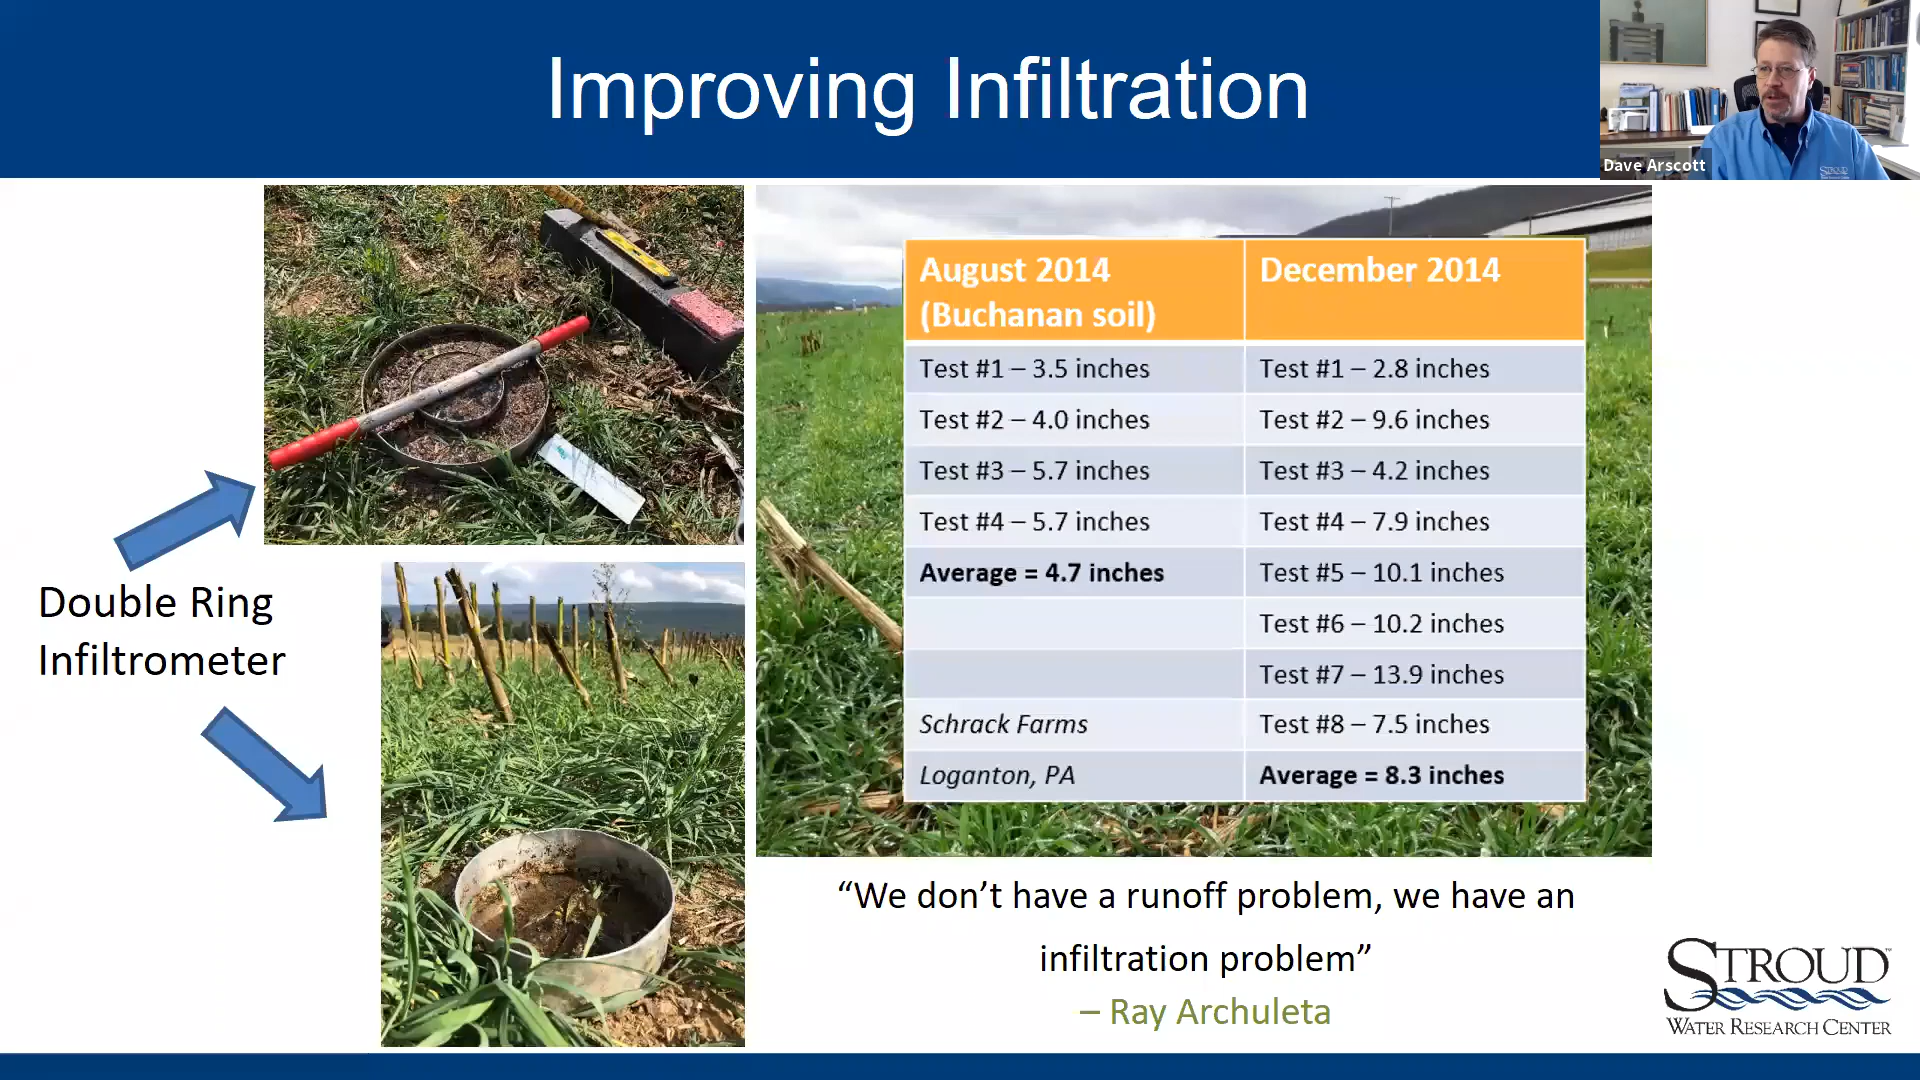 Improving Infiltration
Dave Arscott
STROUD
Double Ring
Infiltrometer
August 2014
(Buchanan soil)
December 2014
Test #1 – 3.5 inches
Test #1 – 2.8 inches
Test #2 – 4.0 inches
Test #2 – 9.6 inches
Test #3 – 5.7 inches
Test #3 – 4.2 inches
Test #4 – 5.7 inches
Test #4 – 7.9 inches
Average = 4.7 inches
Test #5 – 10.1 inches
Test #6 – 10.2 inches
Test #7 – 13.9 inches
Schrack Farms
Test #8 – 7.5 inches
Loganton, PA
Average = 8.3 inches
“We don’t have a runoff problem, we have an
infiltration problem”
– Ray Archuleta
STROUD™
WATER RESEARCH CENTER